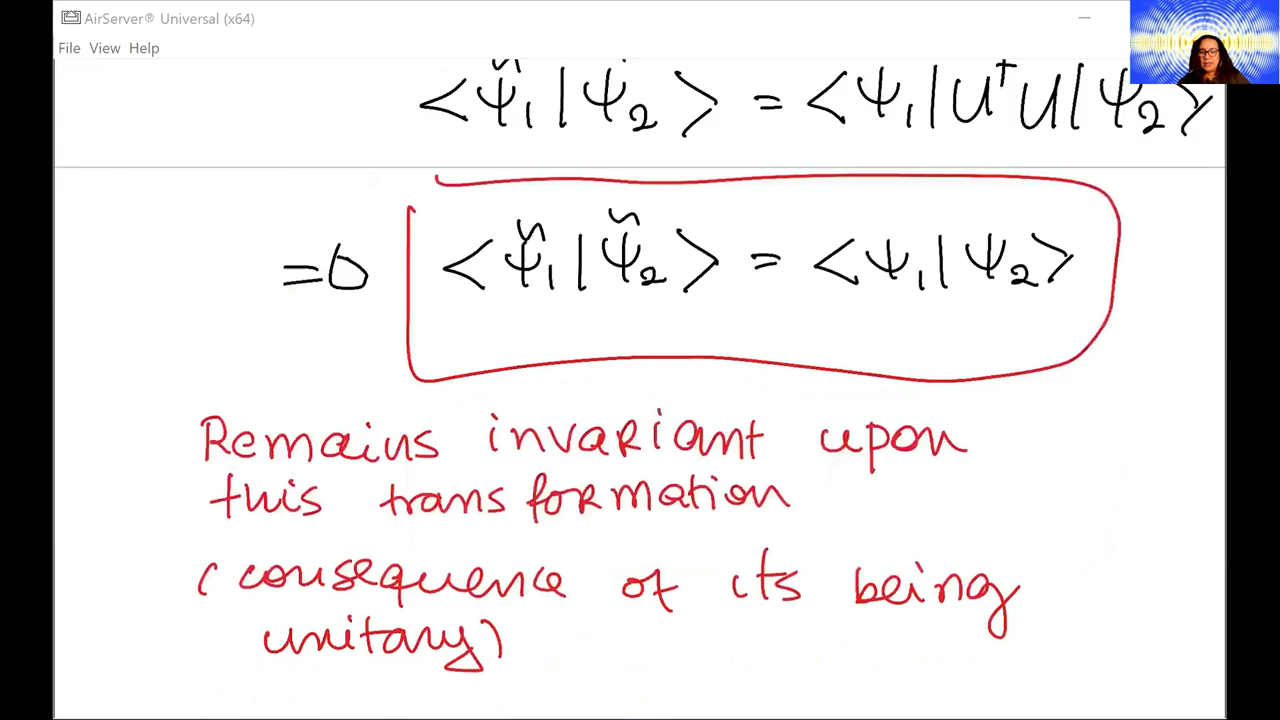 AirServer® Universal (x64)
File View Help
<ψ̃₁|ψ̃₂> = <ψ₁|U†U|ψ₂>
=0 <ψ̃₁|ψ̃₂> = <ψ₁|ψ₂>
Remains invariant upon
this transformation
(consequence of its being
unitary)